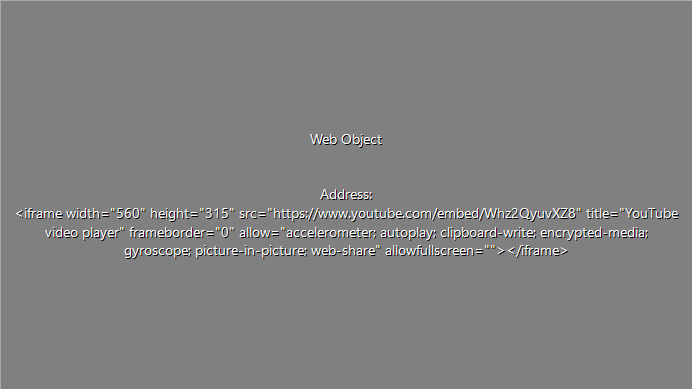 Web Object
Address:
<iframe width="560" height="315" src="https://www.youtube.com/embed/Whz2QyuvXZ8" title="YouTube
video player" frameborder="0" allow="accelerometer; autoplay; clipboard-write; encrypted-media;
gyroscope; picture-in-picture; web-share" allowfullscreen=""></iframe>